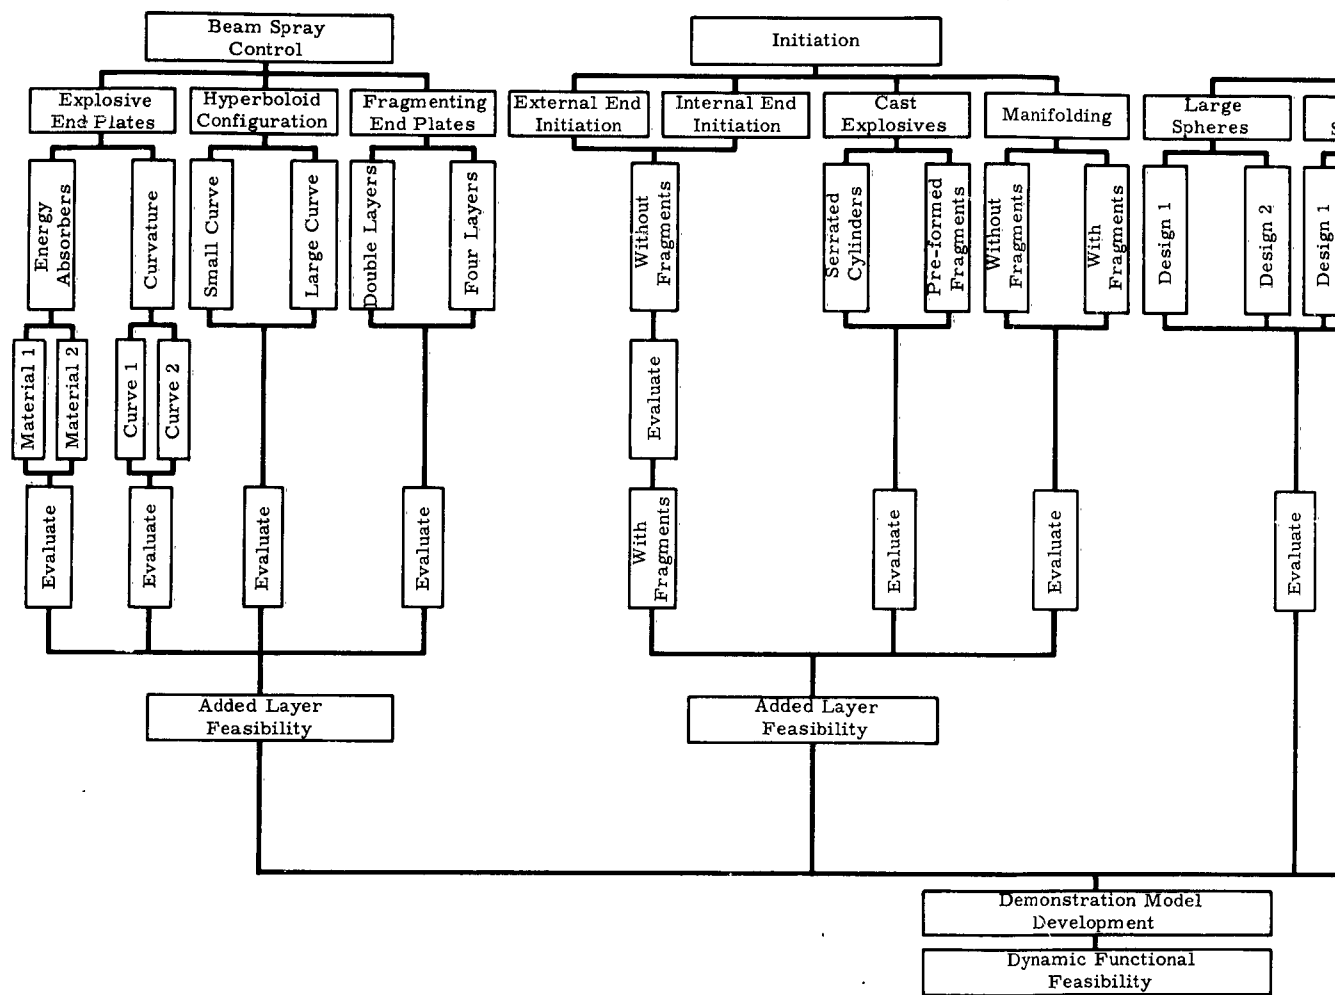 Beam Spray
Control
Initiation
Explosive
End Plates
Hyperboloid
Configuration
Fragmenting
End Plates
External End
Initiation
Internal End
Initiation
Cast
Explosives
Manifolding
Large
Spheres
S
Energy
Absorbers
Curvature
Small Curve
Large Curve
Double Layers
Four Layers
Without
Fragments
Serrated
Cylinders
Pre-formed
Fragments
Without
Fragments
With
Fragments
Design 1
Design 2
Design 1
Material 1
Material 2
Curve 1
Curve 2
Evaluate
Evaluate
Evaluate
Evaluate
Evaluate
With
Fragments
Evaluate
Evaluate
Evaluate
Added Layer
Feasibility
Added Layer
Feasibility
Demonstration Model
Development
Dynamic Functional
Feasibility